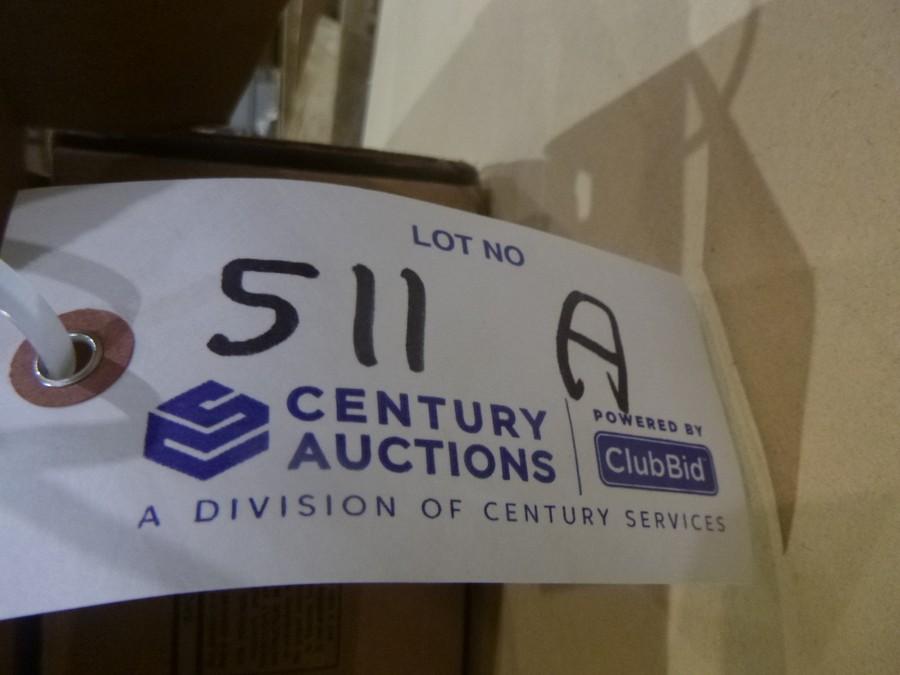 LOT NO
511 A
CENTURY
AUCTIONS
POWERED BY
ClubBid
A DIVISION OF CENTURY SERVICES